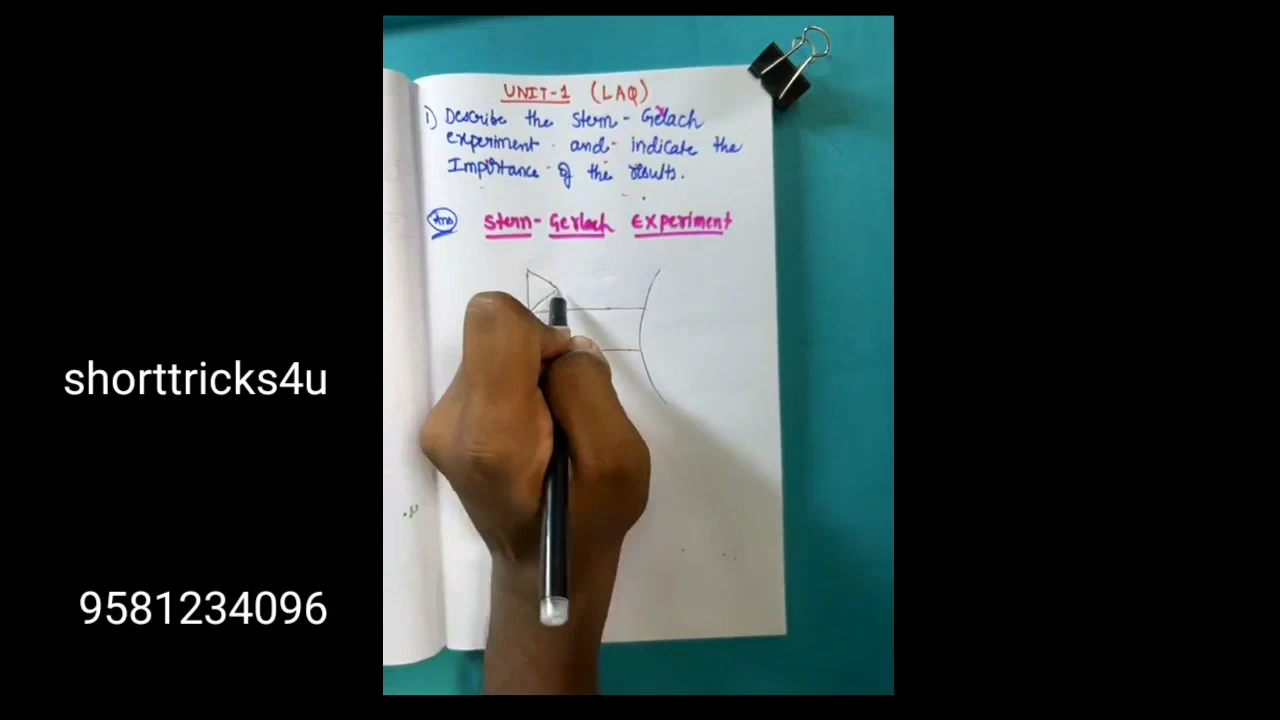 UNIT-1 (LAQ)
1) Describe the Stern-Gerlach
experiment and indicate the
Importance of the results.
Ans Stern-Gerlach Experiment
shorttricks4u
9581234096